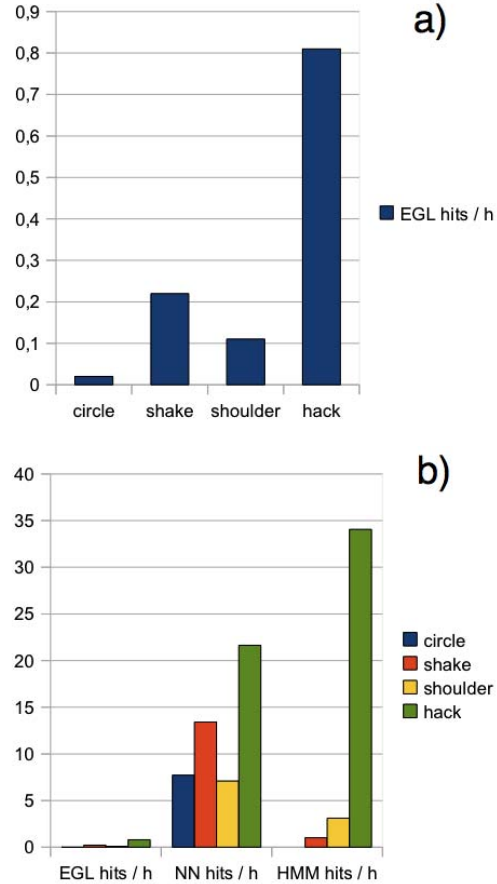 a)
0,9
0,8
0,7
0,6
0,5
0,4
0,3
0,2
0,1
0
circle shake shoulder hack
EGL hits / h
b)
40
35
30
25
20
15
10
5
0
EGL hits / h NN hits / h HMM hits / h
circle
shake
shoulder
hack